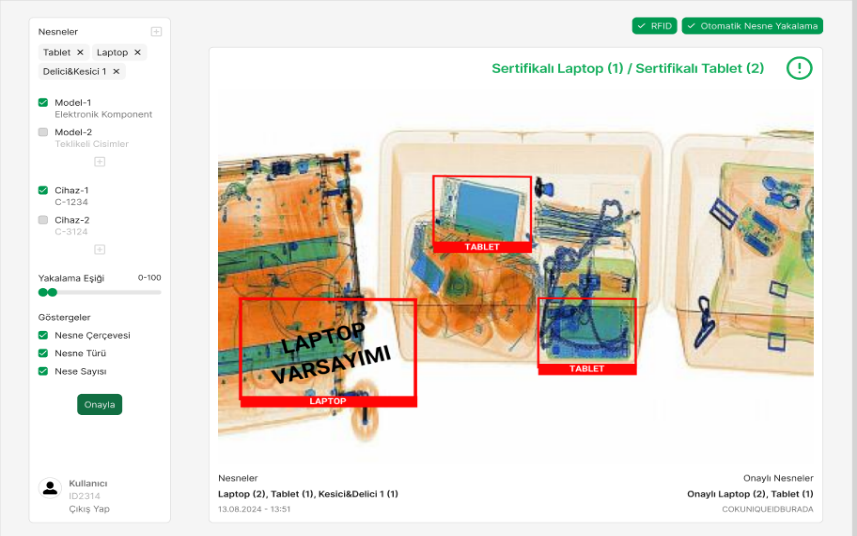 Nesneler
Tablet ✕ Laptop ✕
Delici&Kesici 1 ✕
Model-1
Elektronik Komponent
Model-2
Teklikeli Cisimler
Cihaz-1
C-1234
Cihaz-2
C-3124
Yakalama Eşiği 0-100
Göstergeler
Nesne Çerçevesi
Nesne Türü
Nese Sayısı
Onayla
Kullanıcı
ID2314
Çıkış Yap
RFID Otomatik Nesne Yakalama
Sertifikalı Laptop (1) / Sertifikalı Tablet (2)
TABLET
LAPTOP
VARSAYIMI
TABLET
LAPTOP
Nesneler
Laptop (2), Tablet (1), Kesici&Delici 1 (1)
13.08.2024 - 13:51
Onaylı Nesneler
Onaylı Laptop (2), Tablet (1)
COKUNIQUEIDBURADA